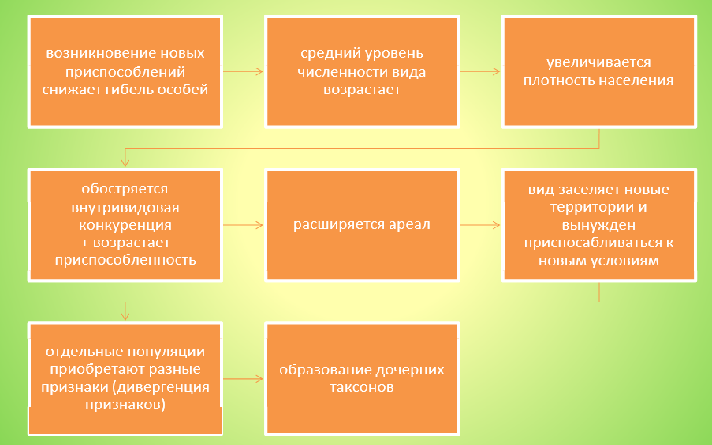 возникновение новых
приспособлений
снижает гибель особей
средний уровень
численности вида
возрастает
увеличивается
плотность населения
обостряется
внутривидовая
конкуренция
т возрастает
приспособленность
расширяется ареал
вид заселяет новые
территории и
вынужден
приспосабливаться к
новым условиям
отдельные популяции
приобретают разные
признаки (дивергенция
признаков)
образование дочерних
таксонов